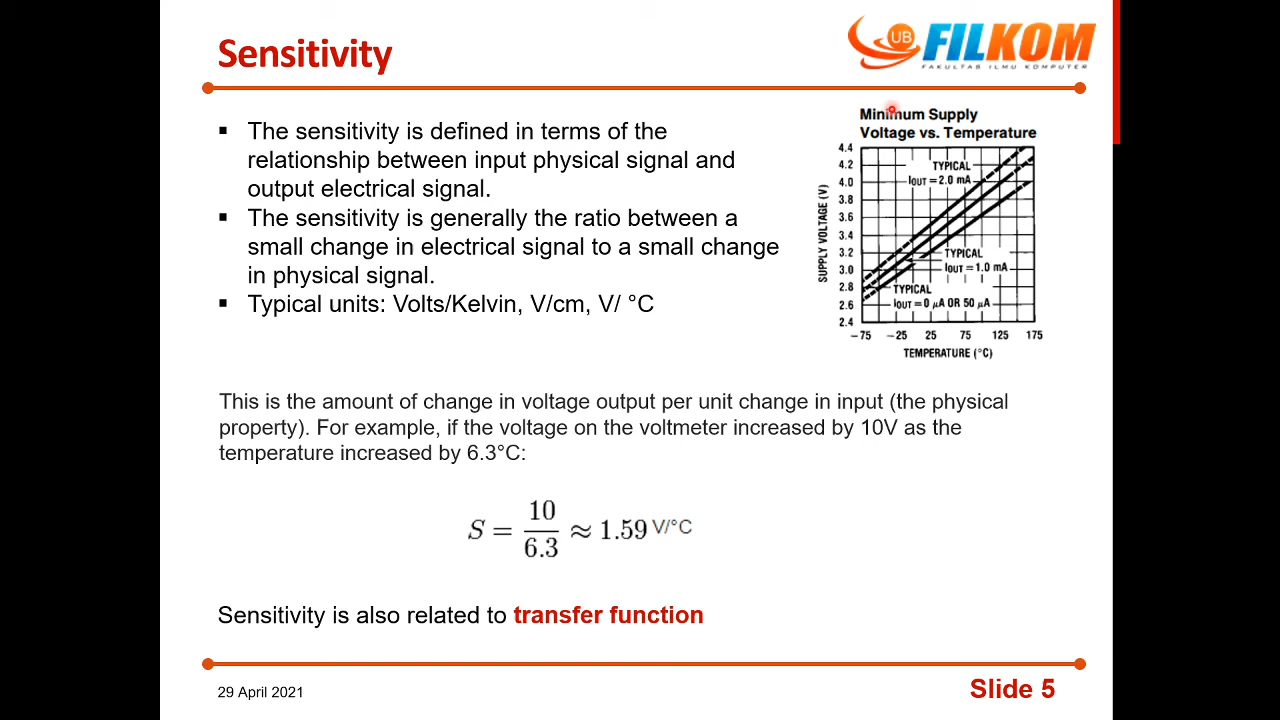 Sensitivity
UB
FILKOM
FAKULTAS ILMU KOMPUTER
▪ The sensitivity is defined in terms of the
relationship between input physical signal and
output electrical signal.
▪ The sensitivity is generally the ratio between a
small change in electrical signal to a small change
in physical signal.
▪ Typical units: Volts/Kelvin, V/cm, V/ °C
Minimum Supply
Voltage vs. Temperature
SUPPLY VOLTAGE (V)
4.4
4.2
4.0
3.8
3.6
3.4
3.2
3.0
2.8
2.6
2.4
TYPICAL
IOUT = 2.0 mA
TYPICAL
IOUT = 1.0 mA
TYPICAL
IOUT = 0 µA OR 50 µA
−75 −25 25 75 125 175
TEMPERATURE (°C)
This is the amount of change in voltage output per unit change in input (the physical
property). For example, if the voltage on the voltmeter increased by 10V as the
temperature increased by 6.3°C:
S = 10/6.3 ≈ 1.59 V/°C
Sensitivity is also related to transfer function
29 April 2021
Slide 5